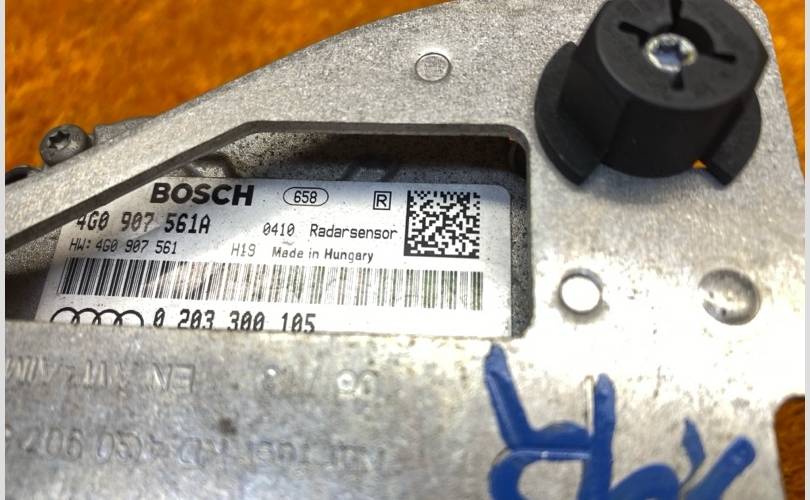 BOSCH 658 R
4G0 907 561A 0410 Radarsensor
HW: 4G0 907 561 H19 Made in Hungary
0 203 300 105